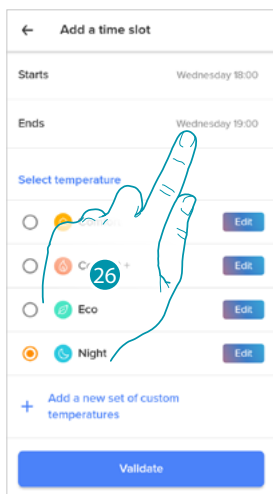 Add a time slot
Starts Wednesday 18:00
Ends Wednesday 19:00
Select temperature
Edit
26
Edit
Eco Edit
Night Edit
+ Add a new set of custom
temperatures
Validate